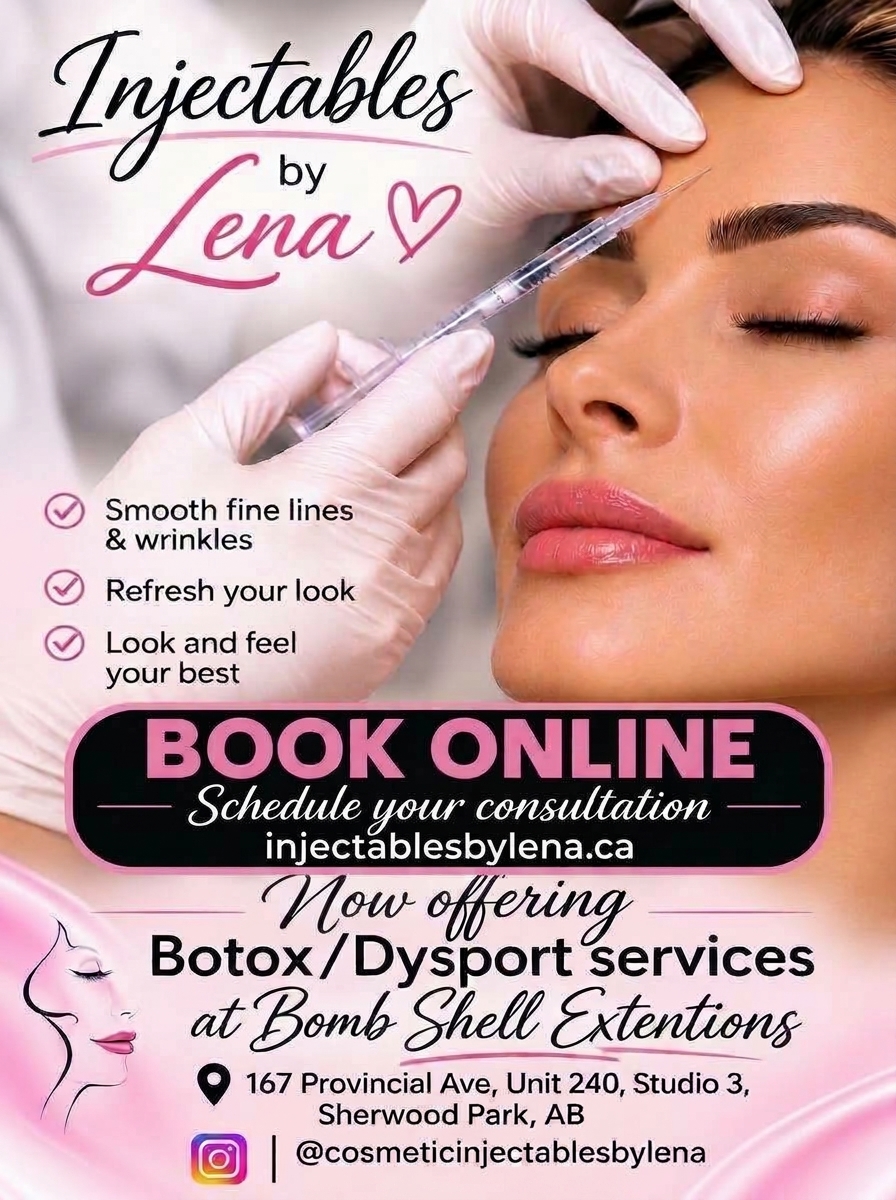 Injectables
by
Lena
Smooth fine lines
& wrinkles
Refresh your look
Look and feel
your best
BOOK ONLINE
Schedule your consultation
injectablesbylena.ca
Now offering
Botox/Dysport services
at Bomb Shell Extentions
167 Provincial Ave, Unit 240, Studio 3,
Sherwood Park, AB
@cosmeticinjectablesbylena